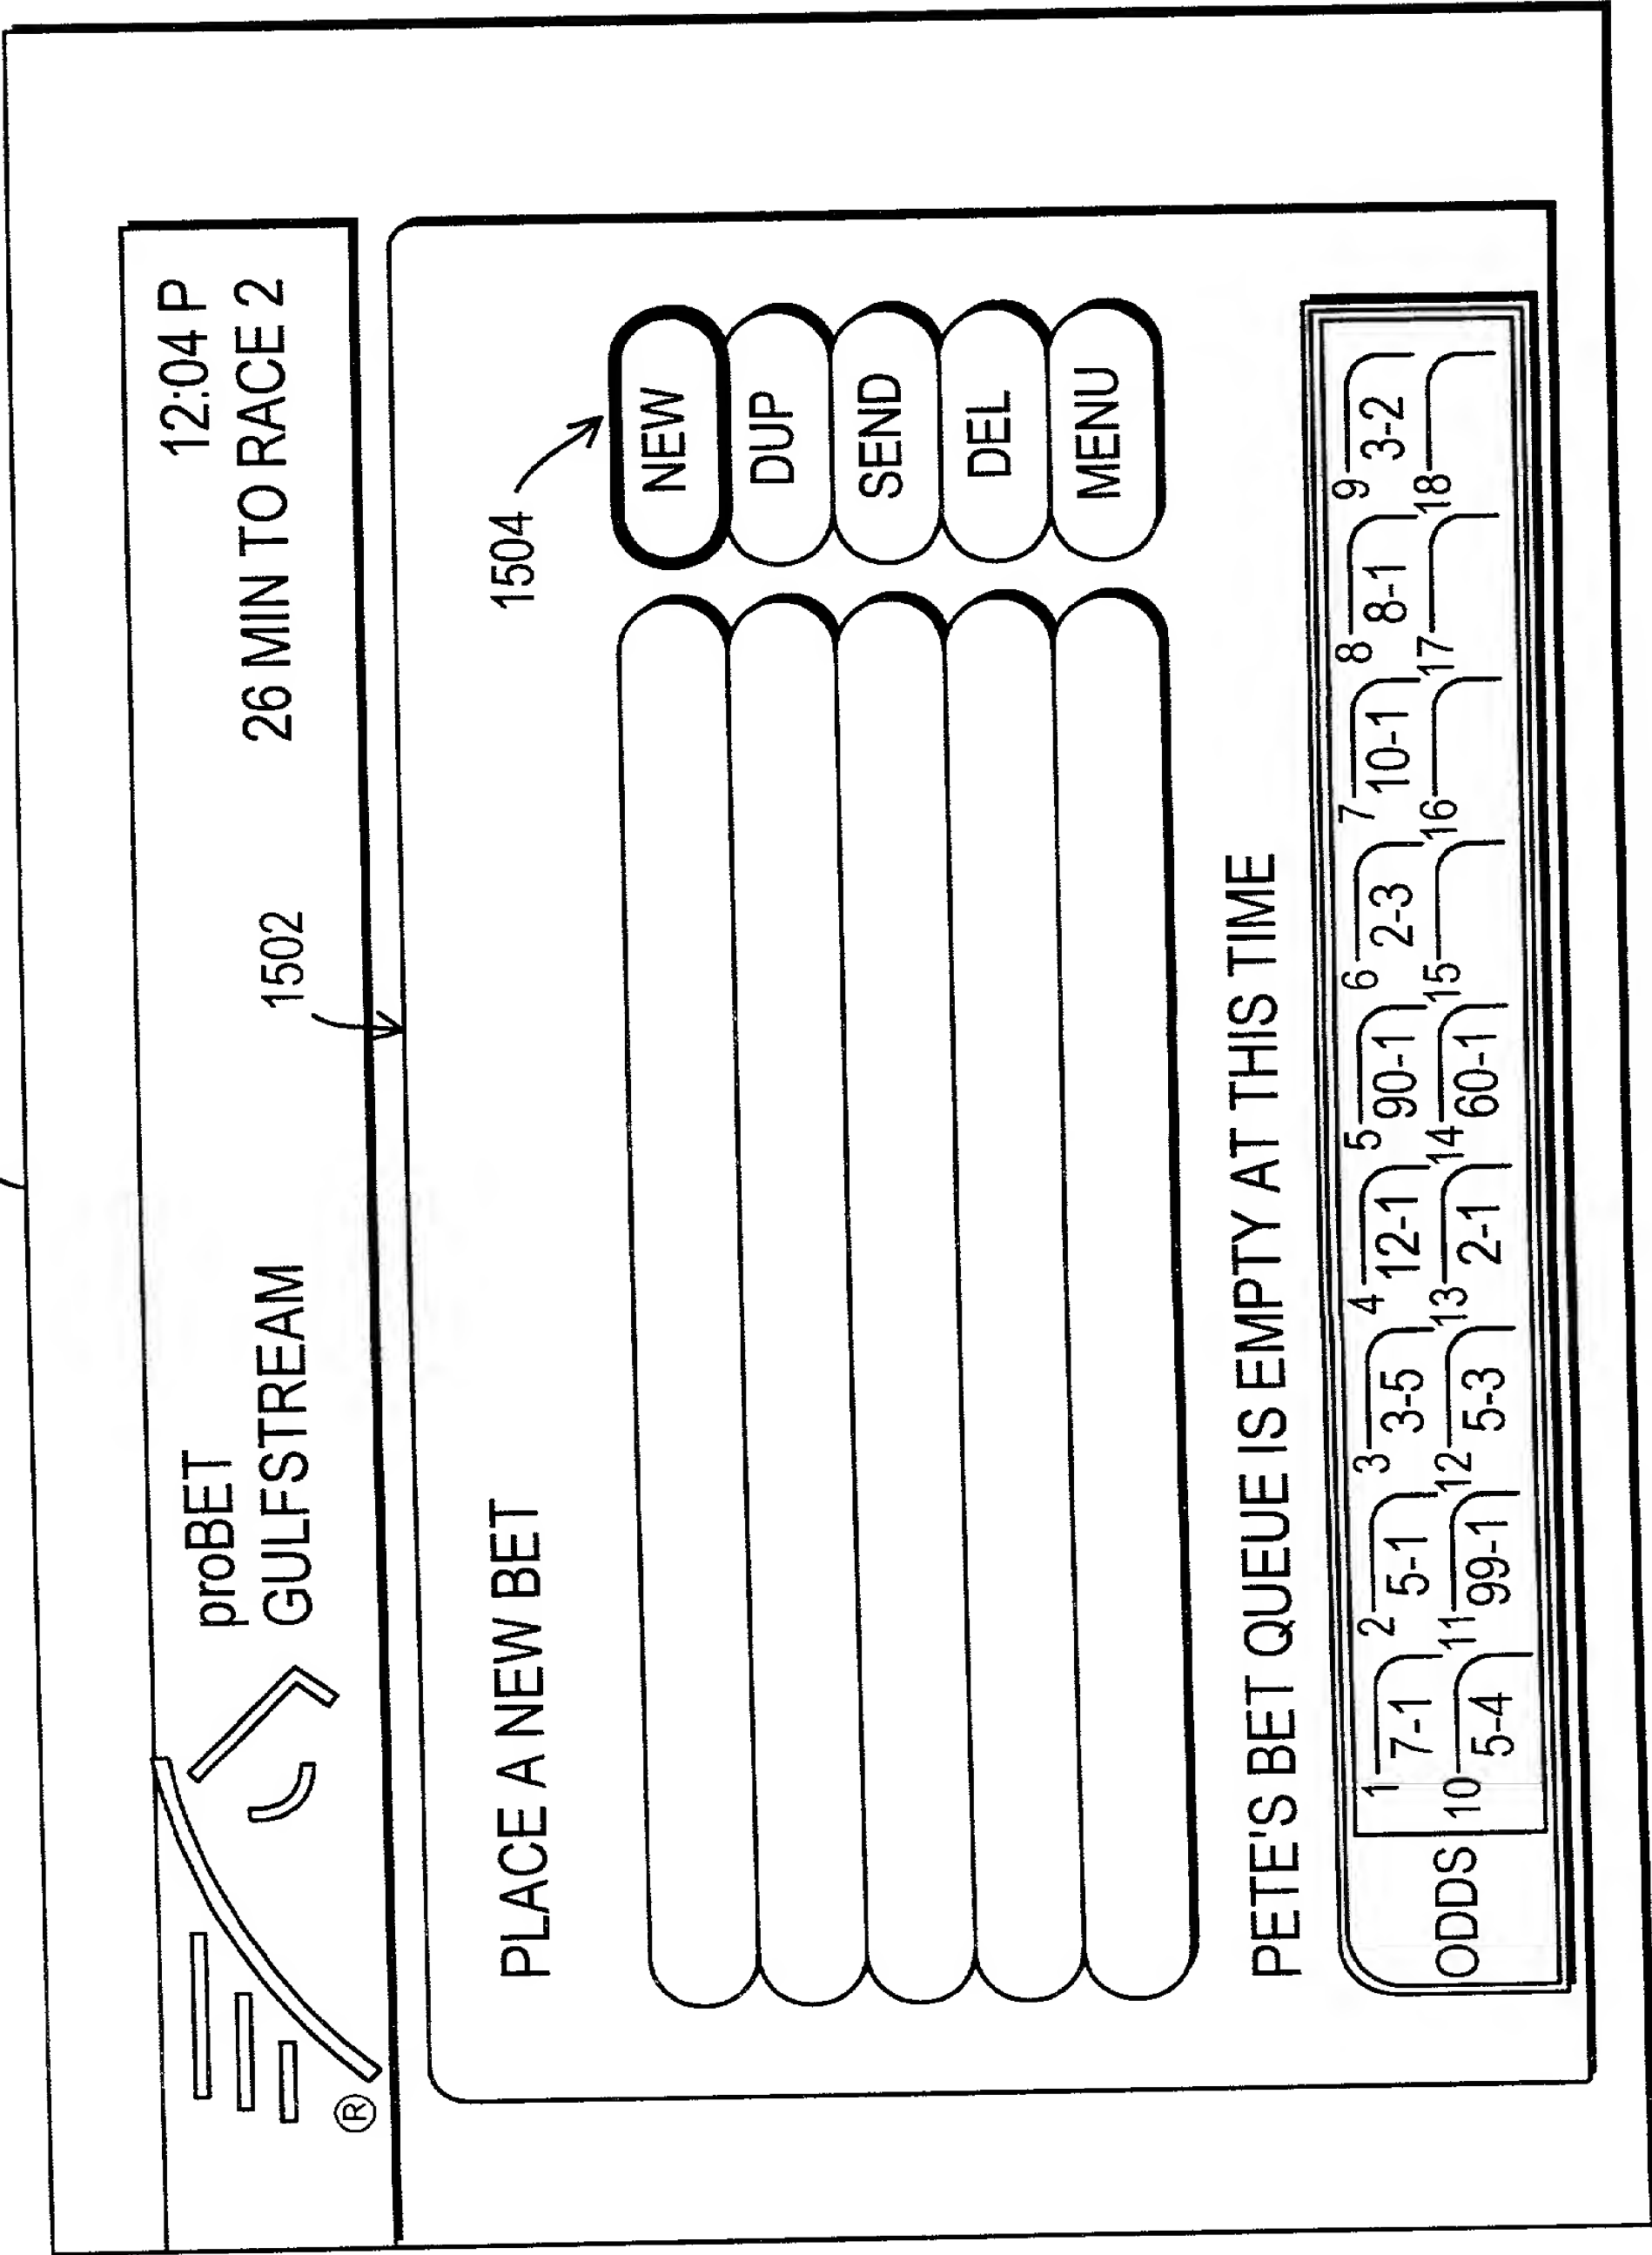 proBET 12:04 P
GULFSTREAM 26 MIN TO RACE 2
®
1502
PLACE A NEW BET
1504
NEW
DUP
SEND
DEL
MENU
PETE'S BET QUEUE IS EMPTY AT THIS TIME
ODDS
1 7-1 2 5-1 3 3-5 4 12-1 5 90-1 6 2-3 7 10-1 8 8-1 9 3-2
10 5-4 11 99-1 12 5-3 13 2-1 14 60-1 15 16 17 18